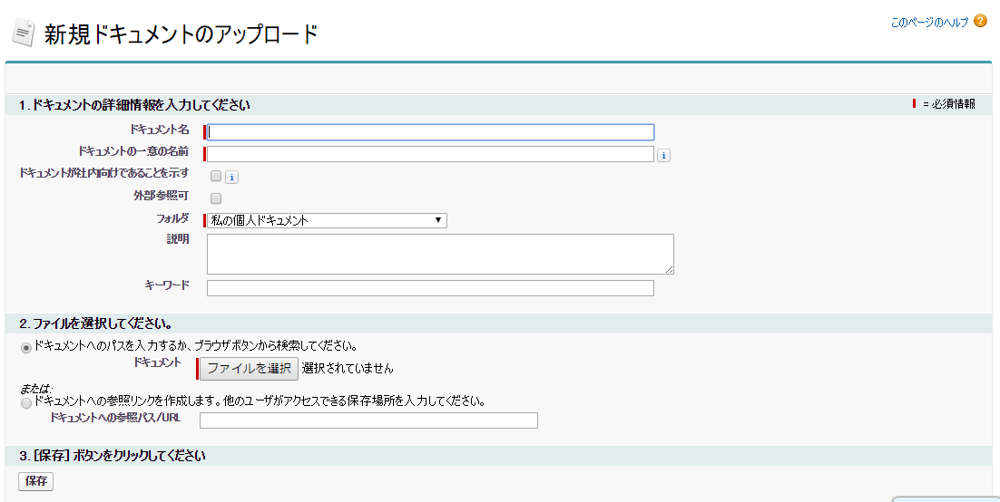 新規ドキュメントのアップロード
このページのヘルプ ?
1. ドキュメントの詳細情報を入力してください
= 必須情報
ドキュメント名
ドキュメントの一意の名前
i
ドキュメントが社内向けであることを示す
i
外部参照可
フォルダ
私の個人ドキュメント
説明
キーワード
2. ファイルを選択してください。
ドキュメントへのパスを入力するか、ブラウザボタンから検索してください。
ドキュメント
ファイルを選択 選択されていません
または:
ドキュメントへの参照リンクを作成します。他のユーザがアクセスできる保存場所を入力してください。
ドキュメントへの参照パス/URL
3. [保存] ボタンをクリックしてください
保存